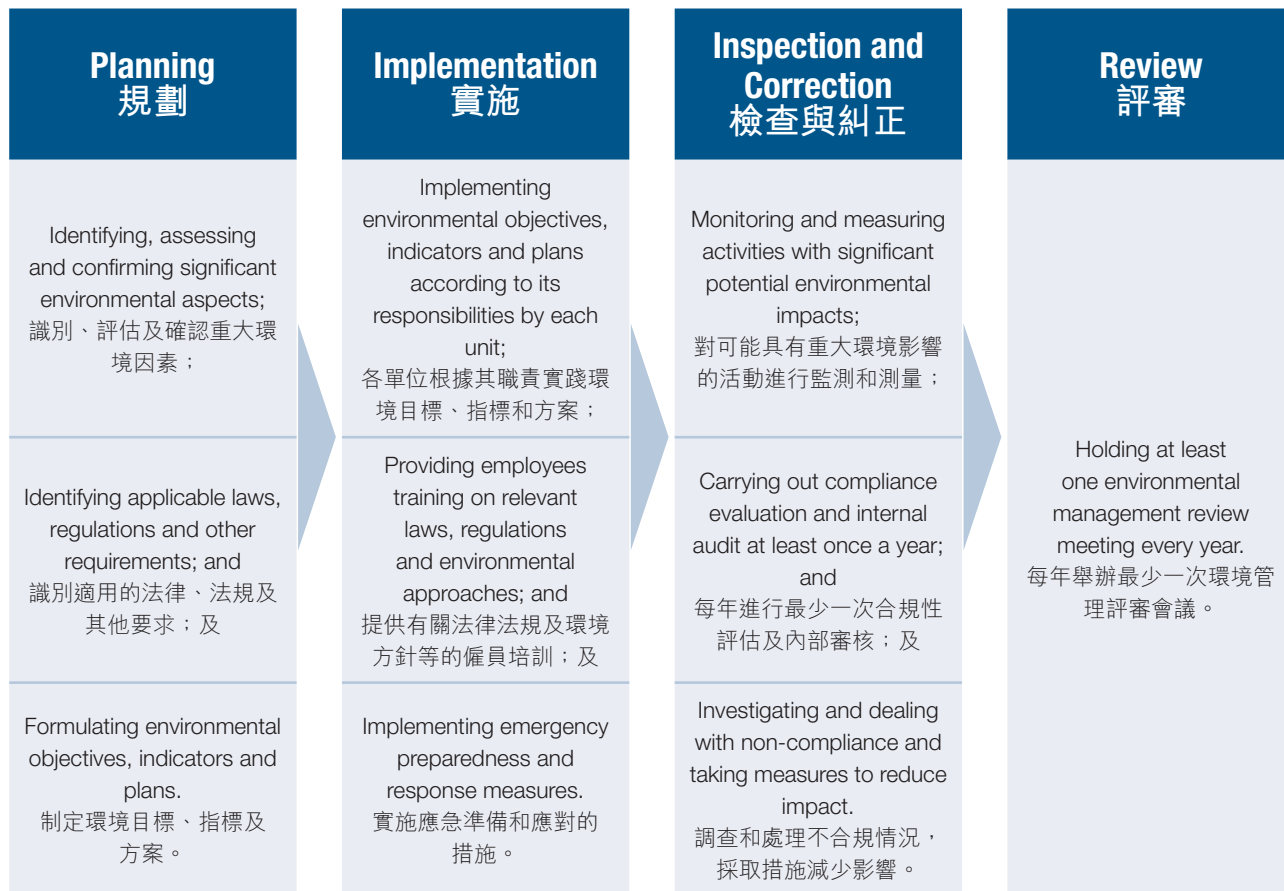 Planning
規劃
Identifying, assessing
and confirming significant
environmental aspects;
識別、評估及確認重大環
境因素；
Identifying applicable laws,
regulations and other
requirements; and
識別適用的法律、法規及
其他要求；及
Formulating environmental
objectives, indicators and
plans.
制定環境目標、指標及
方案。
Implementation
實施
Implementing
environmental objectives,
indicators and plans
according to its
responsibilities by each
unit;
各單位根據其職責實踐環
境目標、指標和方案；
Providing employees
training on relevant
laws, regulations
and environmental
approaches; and
提供有關法律法規及環境
方針等的僱員培訓；及
Implementing emergency
preparedness and
response measures.
實施應急準備和應對的
措施。
Inspection and
Correction
檢查與糾正
Monitoring and measuring
activities with significant
potential environmental
impacts;
對可能具有重大環境影響
的活動進行監測和測量；
Carrying out compliance
evaluation and internal
audit at least once a year;
and
每年進行最少一次合規性
評估及內部審核；及
Investigating and dealing
with non-compliance and
taking measures to reduce
impact.
調查和處理不合規情況，
採取措施減少影響。
Review
評審
Holding at least
one environmental
management review
meeting every year.
每年舉辦最少一次環境管
理評審會議。